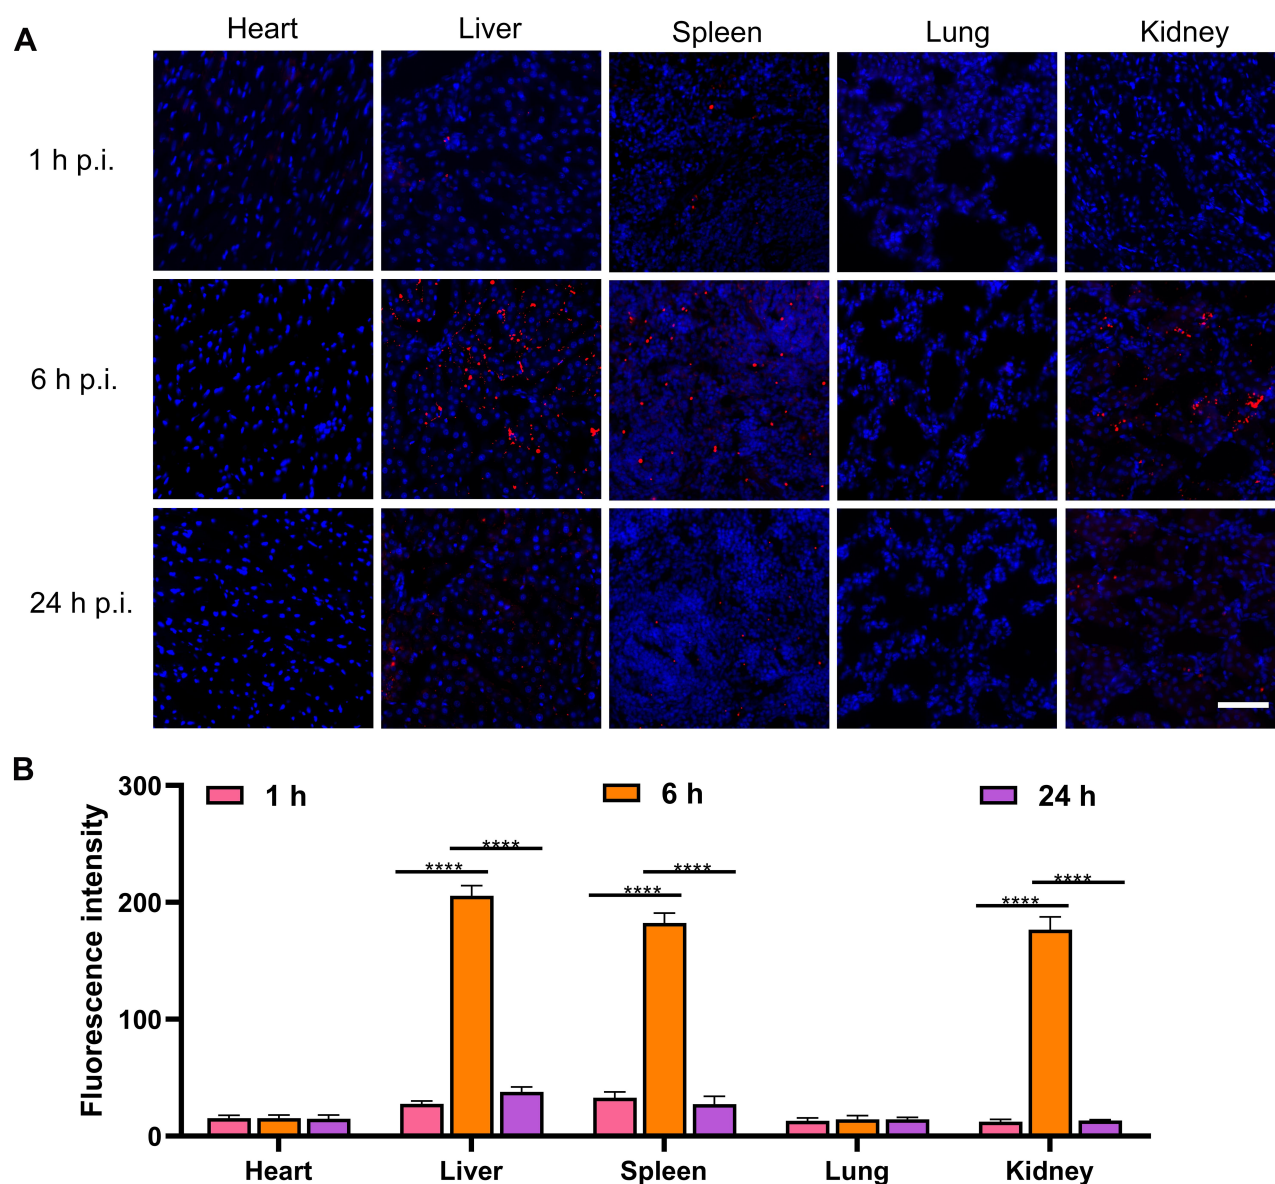 A
Heart Liver Spleen Lung Kidney
1 h p.i.
6 h p.i.
24 h p.i.
B
Fluorescence intensity
300
200
100
0
1 h 6 h 24 h
**** ****
**** ****
**** ****
Heart Liver Spleen Lung Kidney